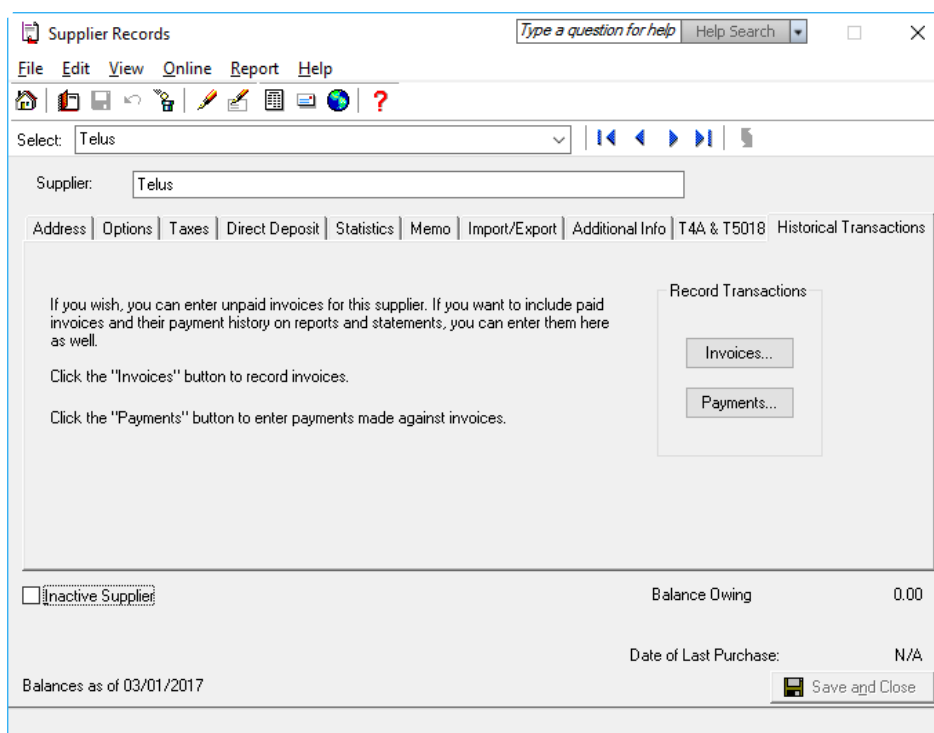 Supplier Records
Type a question for help Help Search
File Edit View Online Report Help
Select: Telus
Supplier: Telus
Address Options Taxes Direct Deposit Statistics Memo Import/Export Additional Info T4A & T5018 Historical Transactions
If you wish, you can enter unpaid invoices for this supplier. If you want to include paid
invoices and their payment history on reports and statements, you can enter them here
as well.
Click the "Invoices" button to record invoices.
Click the "Payments" button to enter payments made against invoices.
Record Transactions
Invoices...
Payments...
Inactive Supplier
Balance Owing 0.00
Date of Last Purchase: N/A
Balances as of 03/01/2017
Save and Close